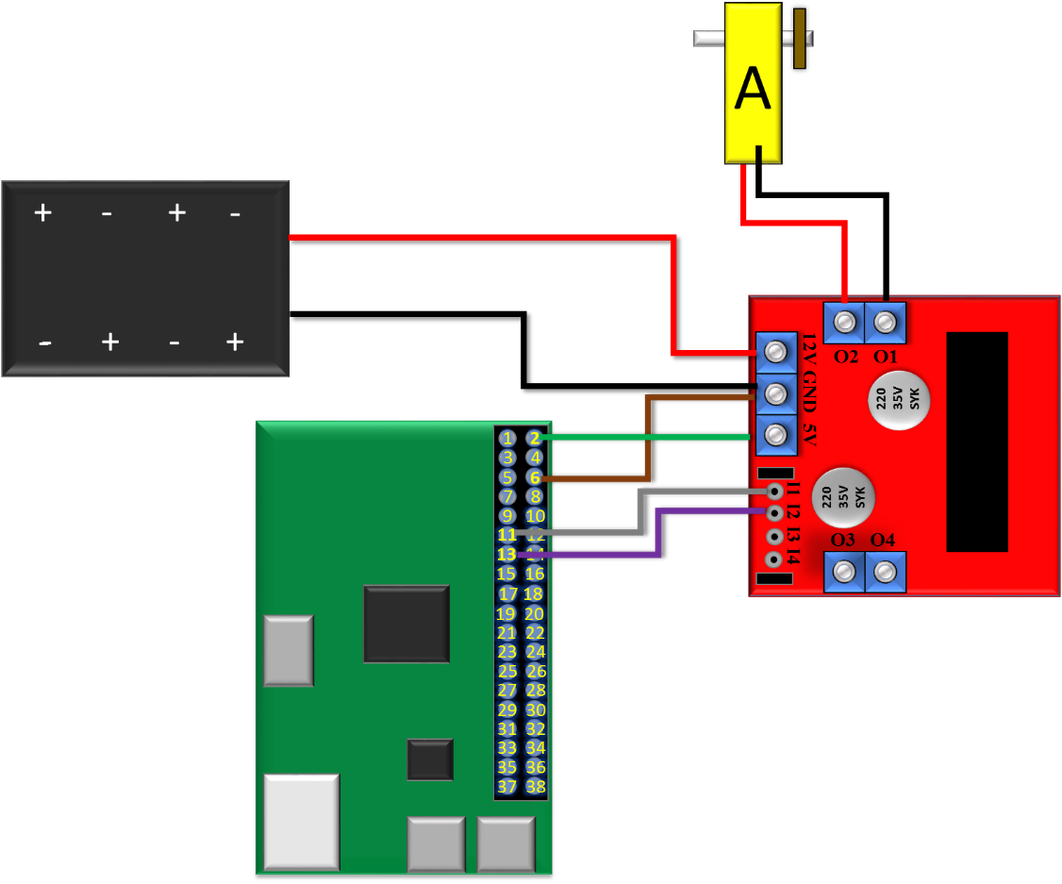 A
+ - + -
- + - +
12V
GND
5V
O2 O1
220
35V
SYK
I1
I2
I3
I4
220
35V
SYK
O3 O4
1 2
3 4
5 6
7 8
9 10
11 12
13 14
15 16
17 18
19 20
21 22
23 24
25 26
27 28
29 30
31 32
33 34
35 36
37 38